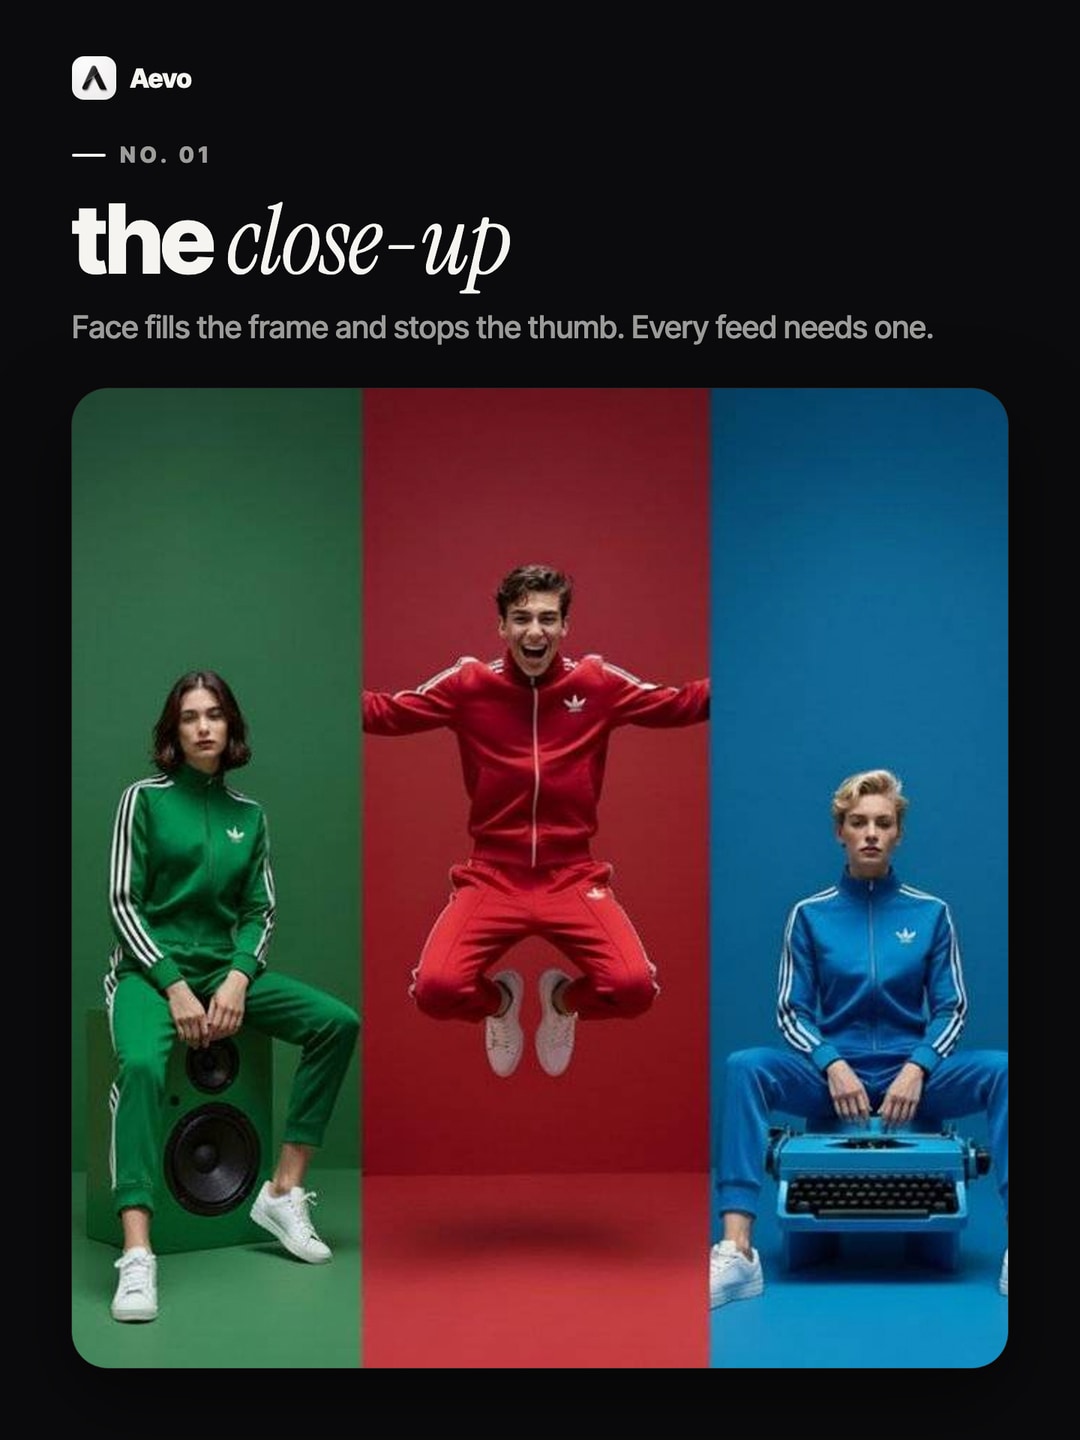 Aevo
— NO. 01
the close-up
Face fills the frame and stops the thumb. Every feed needs one.